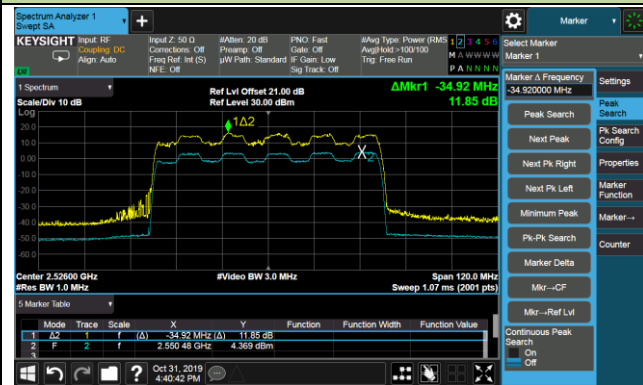 Spectrum Analyzer 1
Swept SA
+
Marker
KEYSIGHT
Input: RF
Coupling: DC
Align: Auto
Input Z: 50 Ω
Corrections: Off
Freq Ref: Int (S)
NFE: Off
#Atten: 20 dB
Preamp: Off
µW Path: Standard
PNO: Fast
Gate: Off
IF Gain: Low
Sig Track: Off
#Avg Type: Power (RMS
Avg|Hold:>100/100
Trig: Free Run
1 2 3 4 5 6
M A W W W W
P A N N N N
Select Marker
Marker 1
Marker Δ Frequency
-34.920000 MHz
Settings
Peak Search
Peak
Search
Next Peak
Pk Search
Config
Next Pk Right
Properties
Next Pk Left
Marker
Function
Minimum Peak
Marker→
Pk-Pk Search
Counter
Marker Delta
Mkr→CF
Mkr→Ref Lvl
Continuous Peak
Search
On
Off
1 Spectrum
Scale/Div 10 dB
Log
Ref Lvl Offset 21.00 dB
Ref Level 30.00 dBm
ΔMkr1 -34.92 MHz
11.85 dB
20.0
10.0
0.00
-10.0
-20.0
-30.0
-40.0
-50.0
-60.0
1Δ2
X2
Center 2.52600 GHz
#Res BW 1.0 MHz
#Video BW 3.0 MHz
Span 120.0 MHz
Sweep 1.07 ms (2001 pts)
5 Marker Table
Mode Trace Scale X Y Function Function Width Function Value
1 Δ2 1 f (Δ) -34.92 MHz (Δ) 11.85 dB
2 F 2 f 2.550 48 GHz 4.369 dBm
3
?
Oct 31, 2019
4:40:42 PM